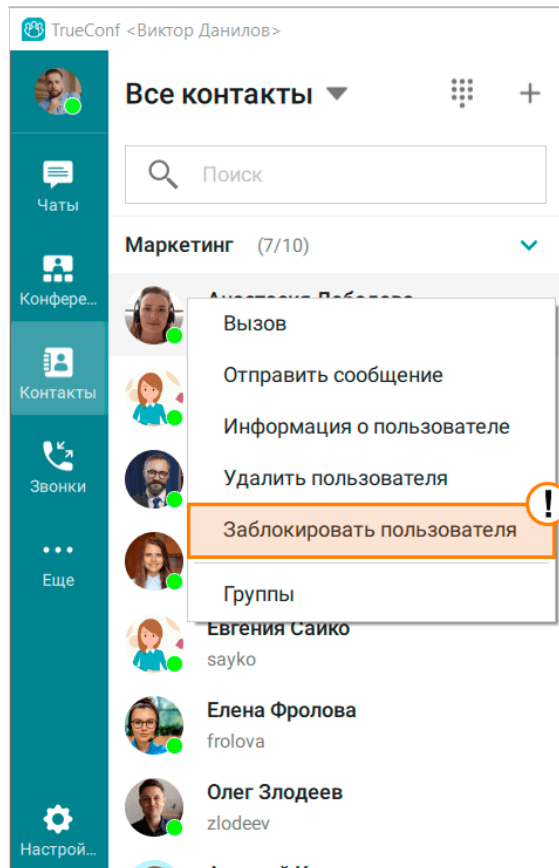 TrueConf <Виктор Данилов>
Все контакты
Поиск
Чаты
Маркетинг (7/10)
Конфере...
Вызов
Отправить сообщение
Контакты
Информация о пользователе
Удалить пользователя
Звонки
!
Заблокировать пользователя
Еще
Группы
Евгения Сайко
sayko
Елена Фролова
frolova
Олег Злодеев
zlodeev
Настрой...